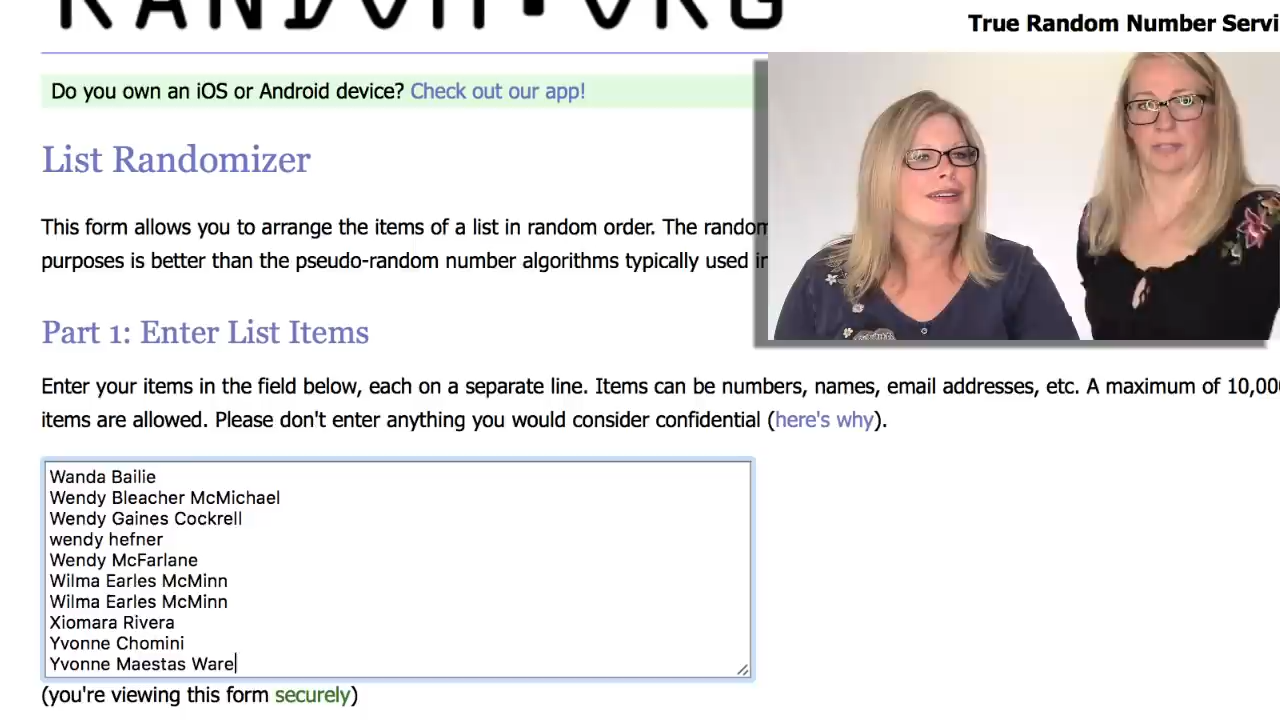 RANDOM.ORG
True Random Number Servi
Do you own an iOS or Android device? Check out our app!
List Randomizer
This form allows you to arrange the items of a list in random order. The random
purposes is better than the pseudo-random number algorithms typically used in
Part 1: Enter List Items
Enter your items in the field below, each on a separate line. Items can be numbers, names, email addresses, etc. A maximum of 10,00
items are allowed. Please don't enter anything you would consider confidential (here's why).
Wanda Bailie
Wendy Bleacher McMichael
Wendy Gaines Cockrell
wendy hefner
Wendy McFarlane
Wilma Earles McMinn
Wilma Earles McMinn
Xiomara Rivera
Yvonne Chomini
Yvonne Maestas Ware
(you're viewing this form securely)